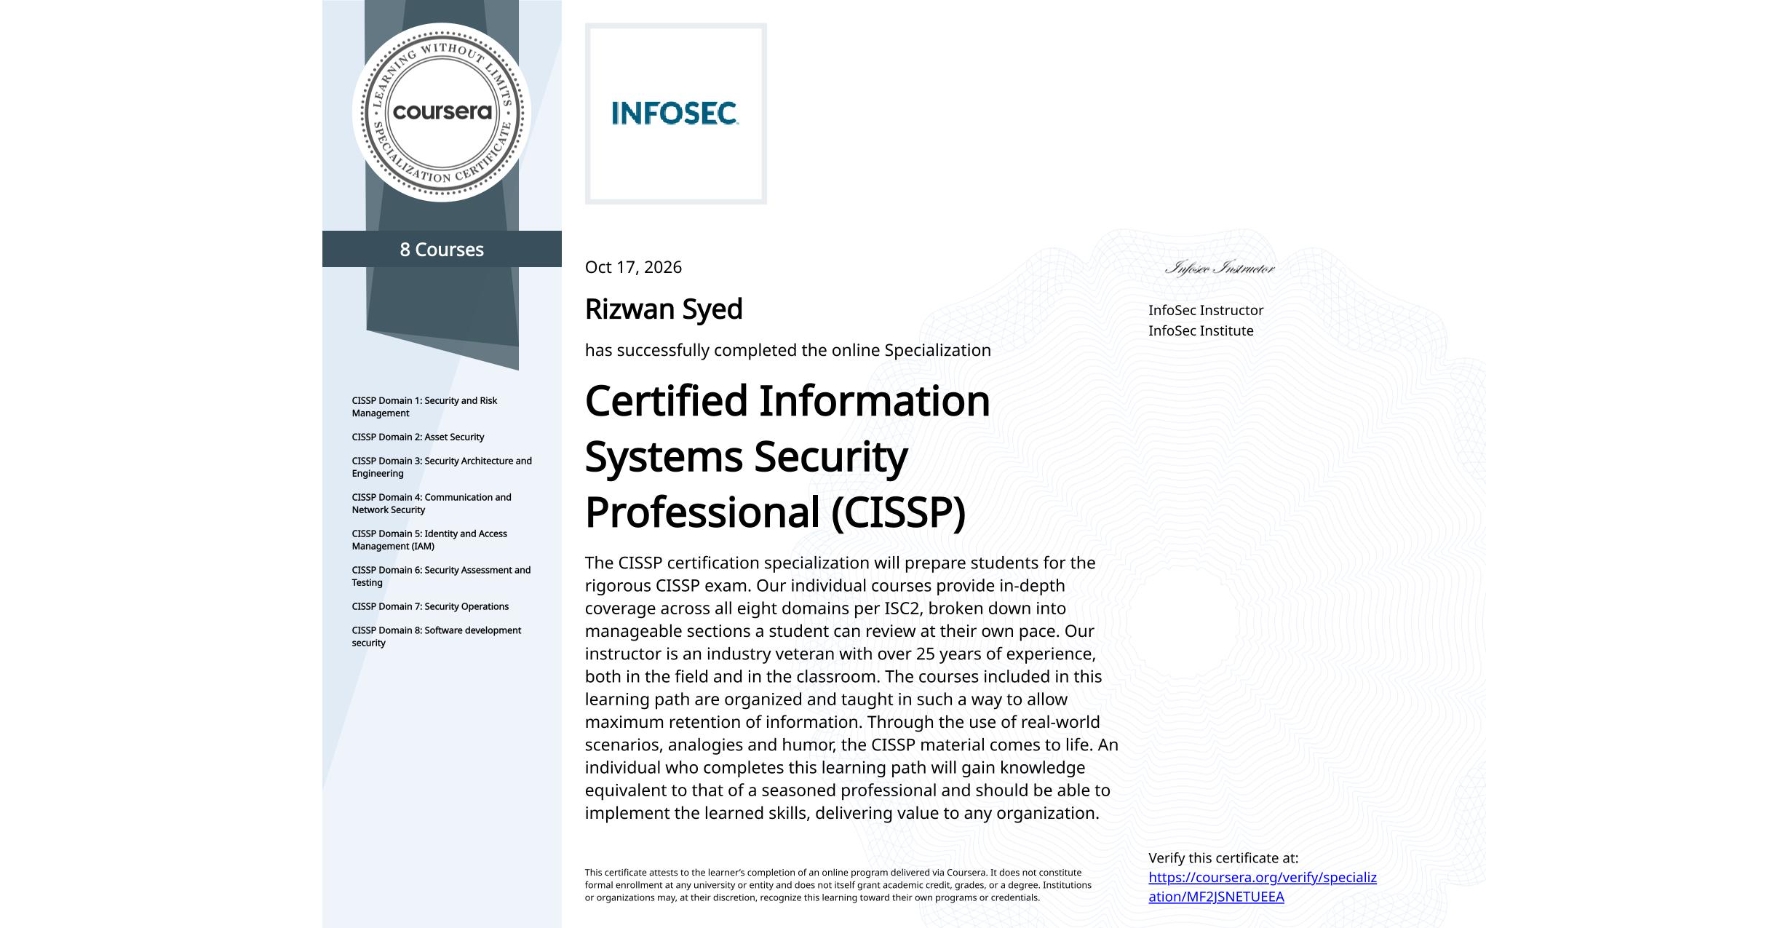 LEARNING WITHOUT LIMITS
coursera
SPECIALIZATION CERTIFICATE
8 Courses
CISSP Domain 1: Security and Risk
Management
CISSP Domain 2: Asset Security
CISSP Domain 3: Security Architecture and
Engineering
CISSP Domain 4: Communication and
Network Security
CISSP Domain 5: Identity and Access
Management (IAM)
CISSP Domain 6: Security Assessment and
Testing
CISSP Domain 7: Security Operations
CISSP Domain 8: Software development
security
INFOSEC
Oct 17, 2026
Rizwan Syed
has successfully completed the online Specialization
Certified Information
Systems Security
Professional (CISSP)
The CISSP certification specialization will prepare students for the
rigorous CISSP exam. Our individual courses provide in-depth
coverage across all eight domains per ISC2, broken down into
manageable sections a student can review at their own pace. Our
instructor is an industry veteran with over 25 years of experience,
both in the field and in the classroom. The courses included in this
learning path are organized and taught in such a way to allow
maximum retention of information. Through the use of real-world
scenarios, analogies and humor, the CISSP material comes to life. An
individual who completes this learning path will gain knowledge
equivalent to that of a seasoned professional and should be able to
implement the learned skills, delivering value to any organization.
This certificate attests to the learner's completion of an online program delivered via Coursera. It does not constitute
formal enrollment at any university or entity and does not itself grant academic credit, grades, or a degree. Institutions
or organizations may, at their discretion, recognize this learning toward their own programs or credentials.
Infosec Instructor
InfoSec Instructor
InfoSec Institute
Verify this certificate at:
https://coursera.org/verify/specializ
ation/MF2JSNETUEEA